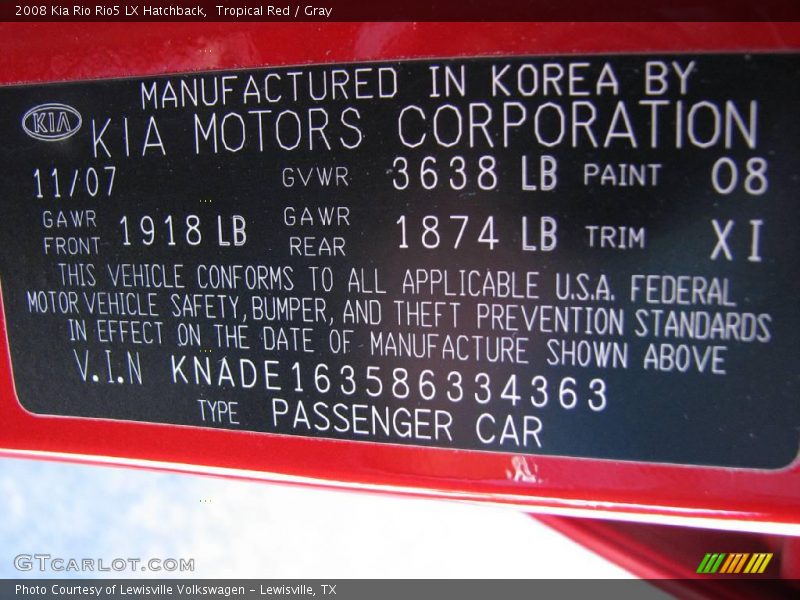 2008 Kia Rio Rio5 LX Hatchback,  Tropical Red / Gray
MANUFACTURED IN KOREA BY
KIA KIA MOTORS CORPORATION
11/07 GVWR 3638 LB PAINT 08
GAWR FRONT 1918 LB GAWR REAR 1874 LB TRIM XI
THIS VEHICLE CONFORMS TO ALL APPLICABLE U.S.A. FEDERAL
MOTOR VEHICLE SAFETY, BUMPER, AND THEFT PREVENTION STANDARDS
IN EFFECT ON THE DATE OF MANUFACTURE SHOWN ABOVE
V.I.N KNADE163586334363
TYPE PASSENGER CAR
GTCARLOT.COM
Photo Courtesy of Lewisville Volkswagen - Lewisville, TX